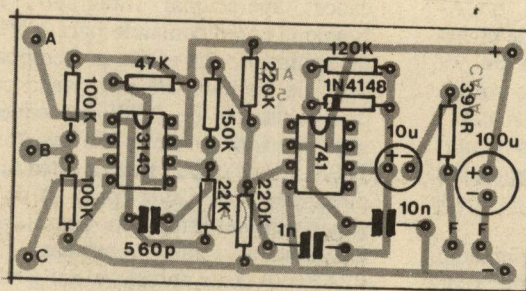 A
B
C
100K
100K
47K
3140
560p
150K
22K
220K
220K
120K
1N4148
741
1n
10u
10n
390R
100u
+
-
+
-
+
-
F
F